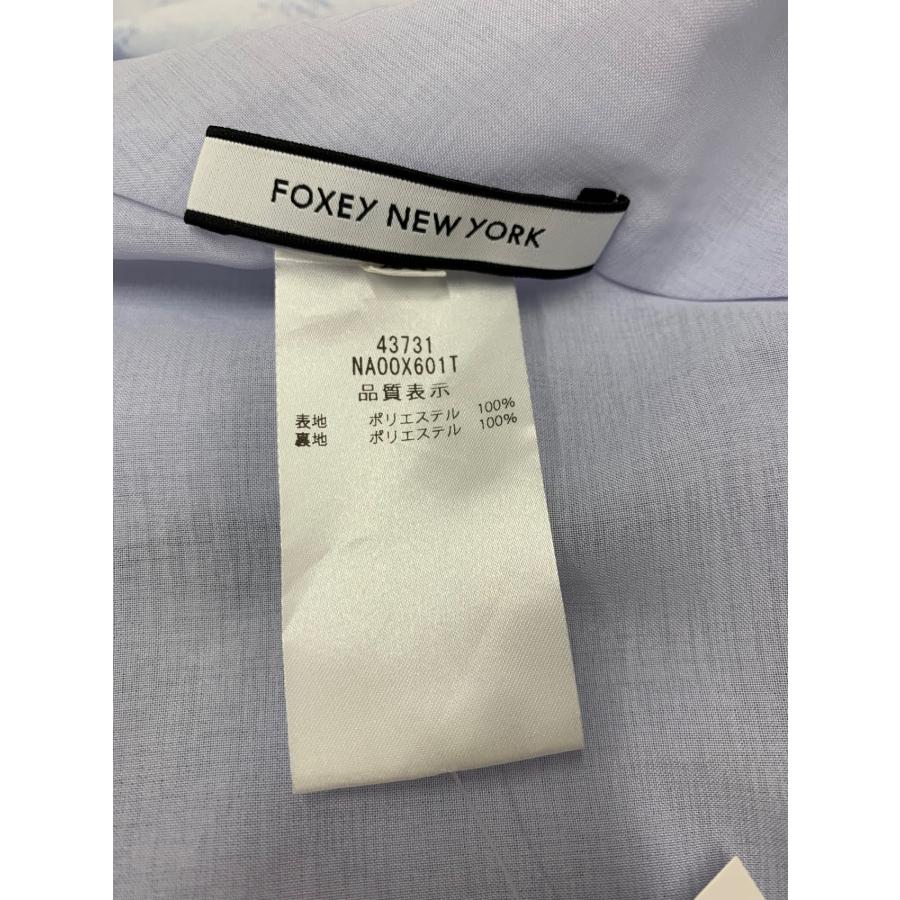 FOXEY NEW YORK
43731
NA00X601T
品質表示
表地 ポリエステル 100%
裏地 ポリエステル 100%